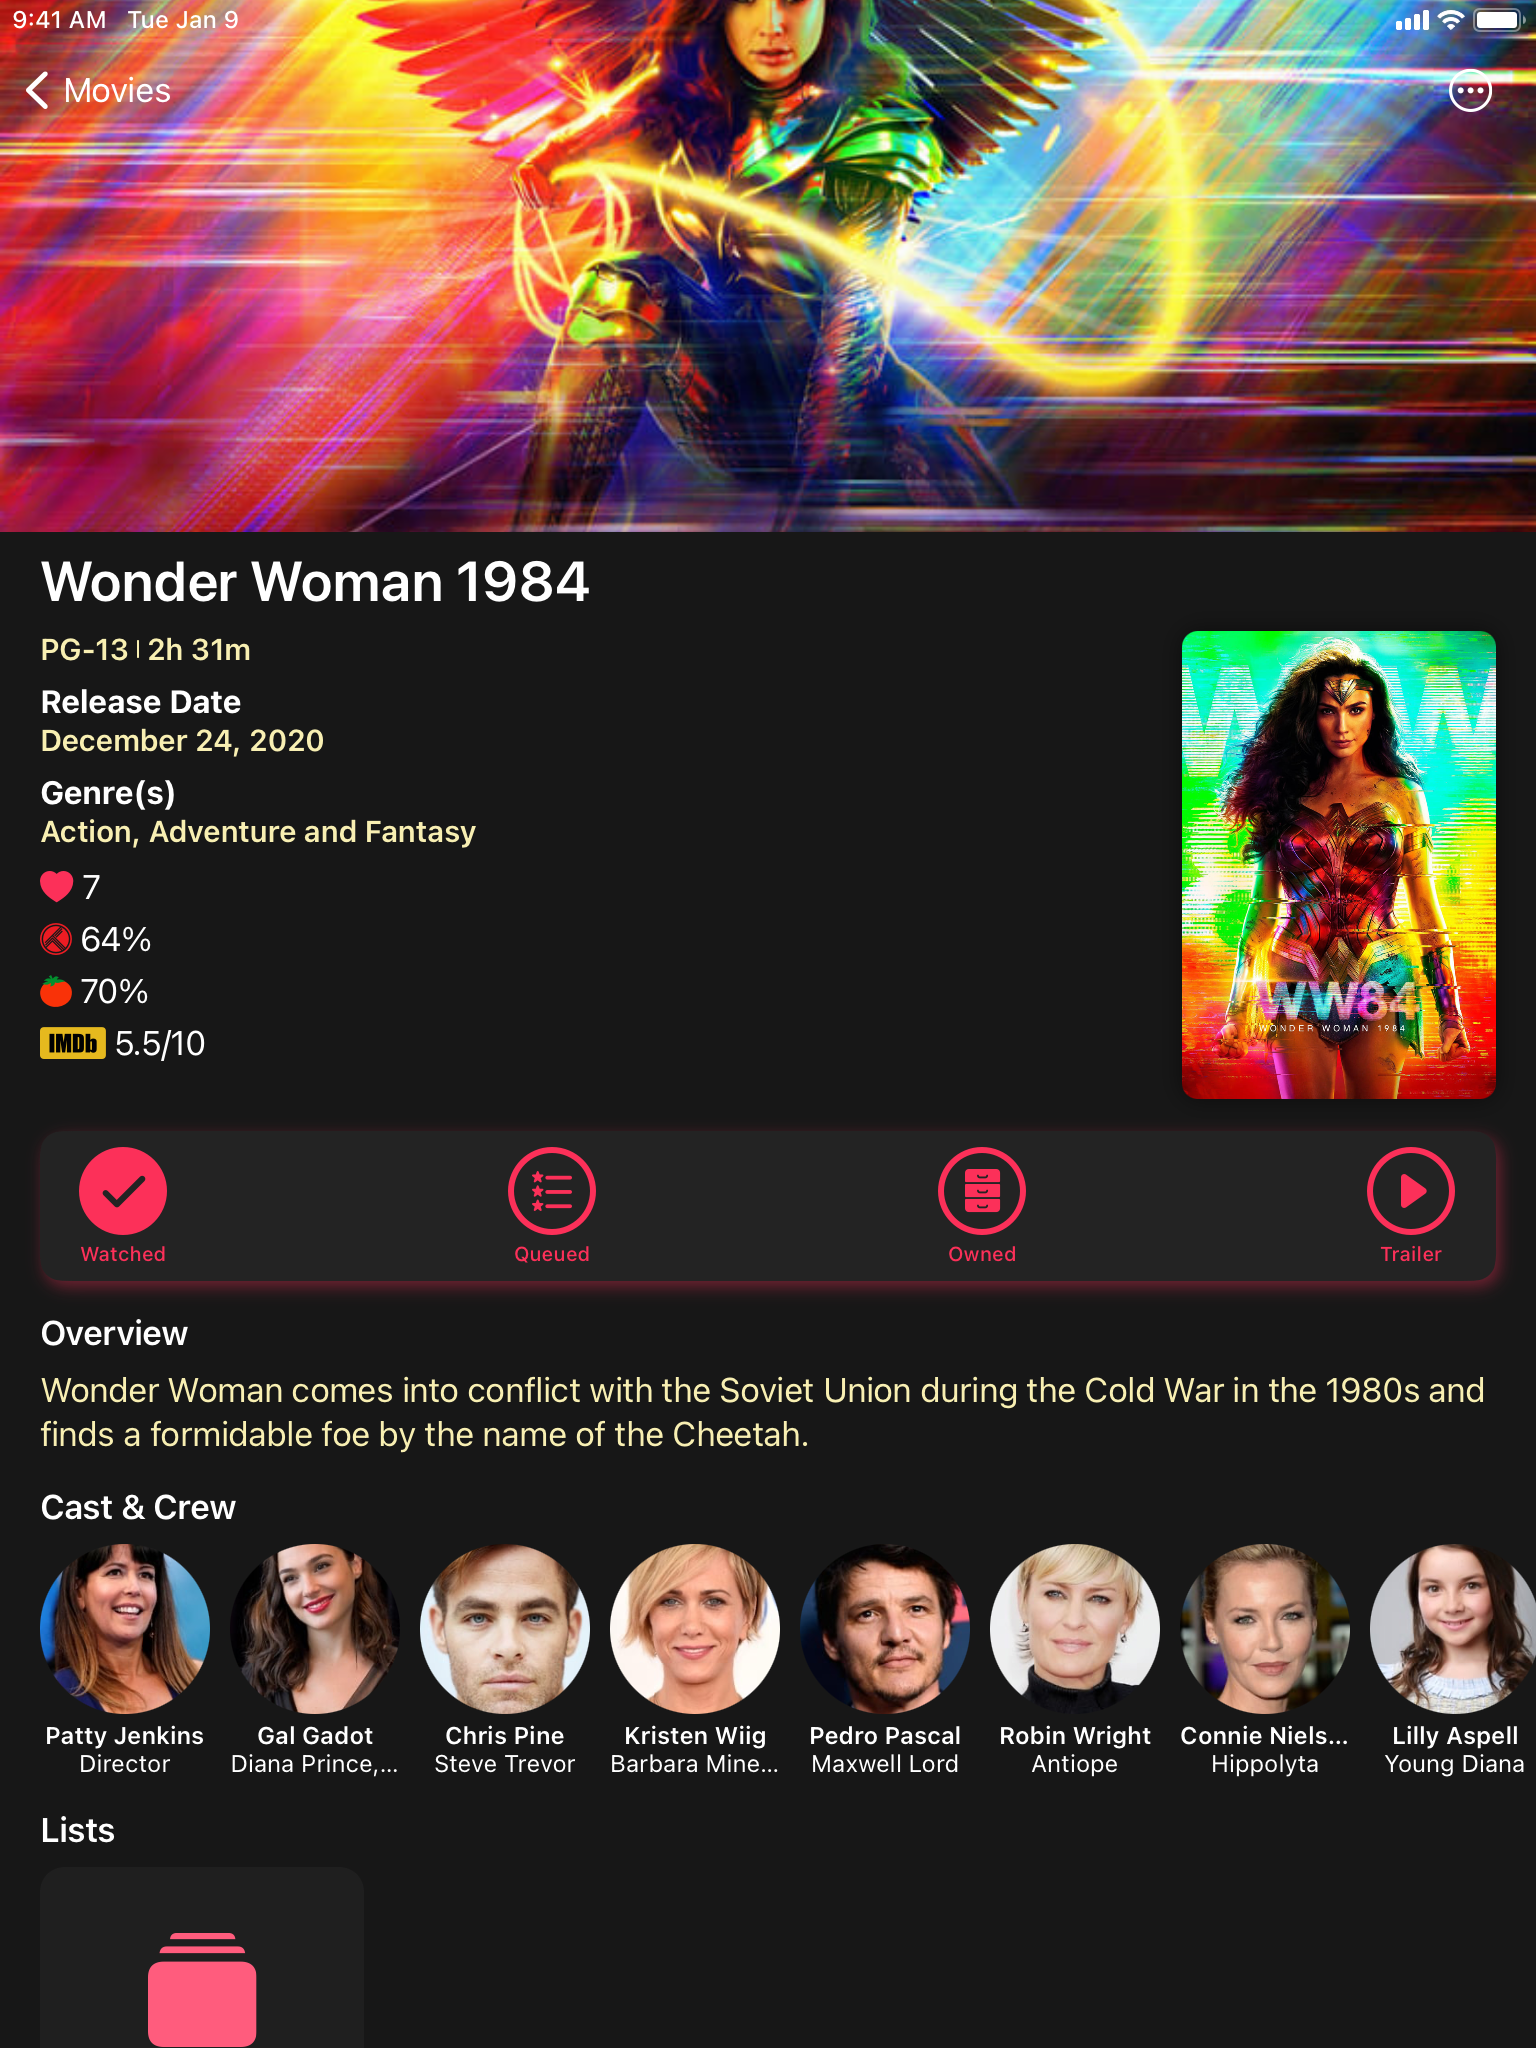 9:41 AM Tue Jan 9
Movies
Wonder Woman 1984
PG-13 | 2h 31m
Release Date
December 24, 2020
Genre(s)
Action, Adventure and Fantasy
7
64%
70%
IMDb 5.5/10
WW
WW84
WONDER WOMAN 1984
Watched Queued Owned Trailer
Overview
Wonder Woman comes into conflict with the Soviet Union during the Cold War in the 1980s and
finds a formidable foe by the name of the Cheetah.
Cast & Crew
Patty Jenkins Gal Gadot Chris Pine Kristen Wiig Pedro Pascal Robin Wright Connie Niels... Lilly Aspell
Director Diana Prince,... Steve Trevor Barbara Mine... Maxwell Lord Antiope Hippolyta Young Diana
Lists